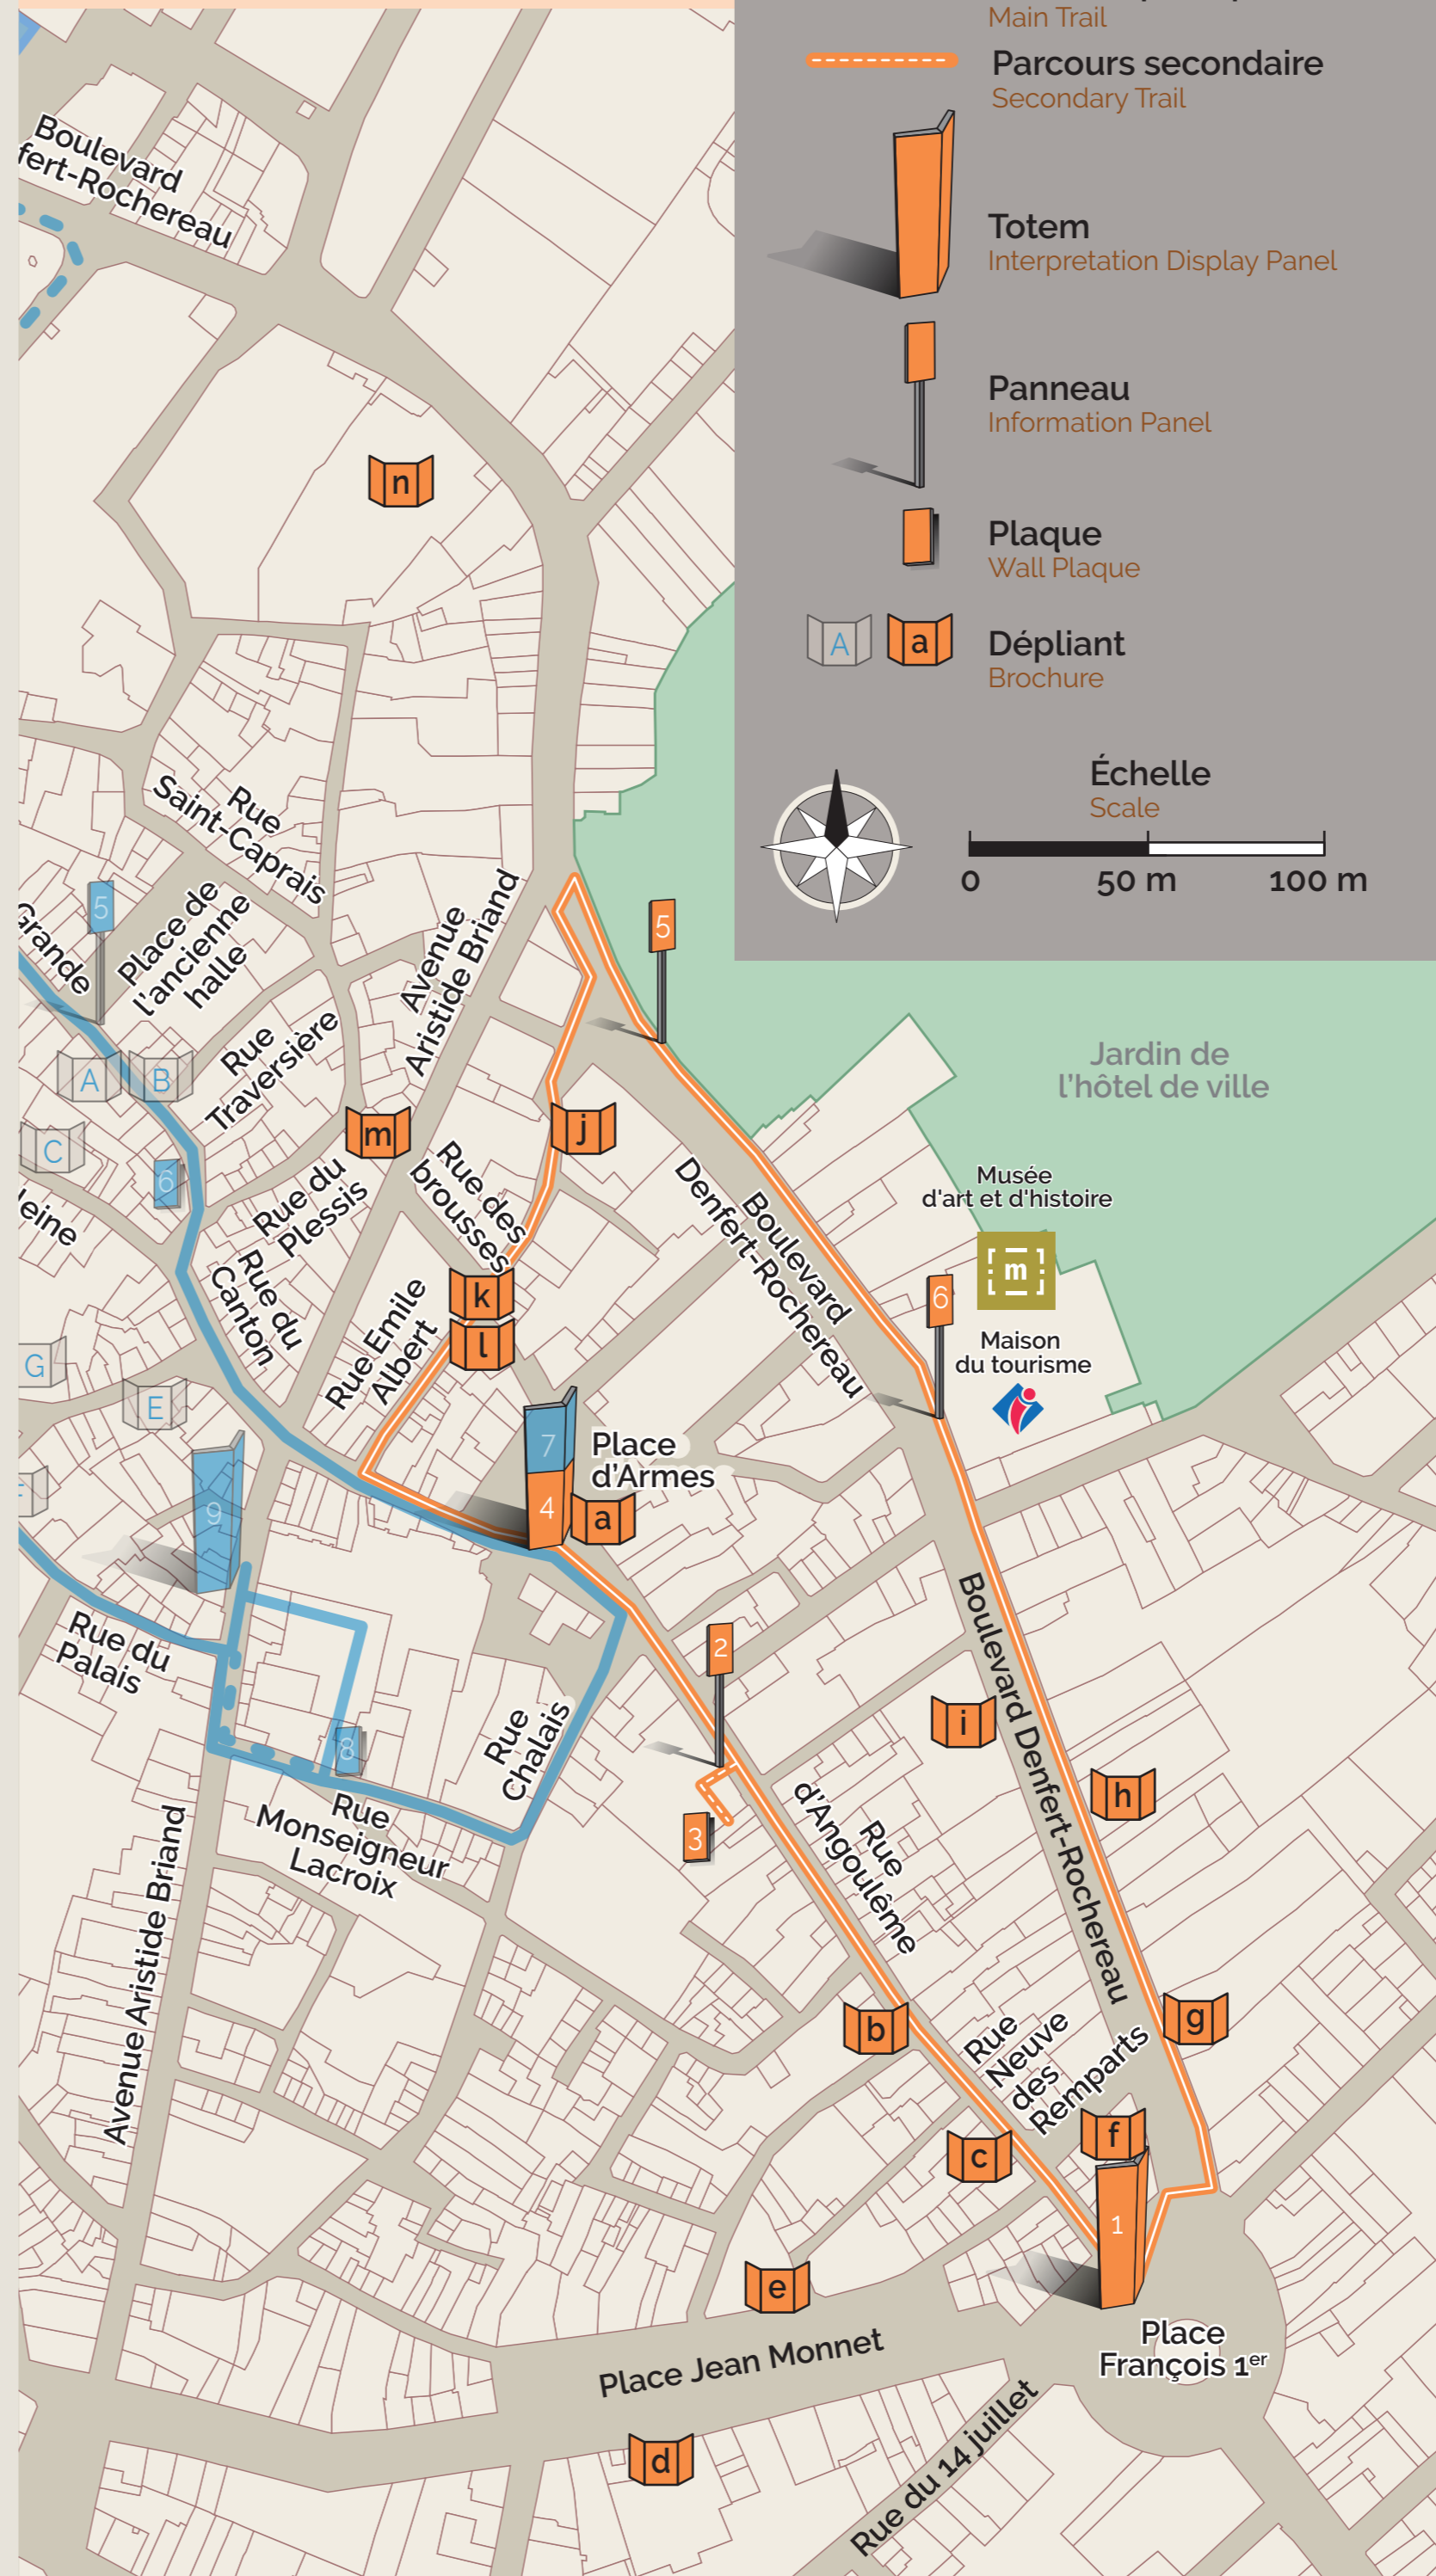 Main Trail
Parcours secondaire
Secondary Trail
Totem
Interpretation Display Panel
Panneau
Information Panel
Plaque
Wall Plaque
A
a
Dépliant
Brochure
Échelle
Scale
0
50 m
100 m
Boulevard
fert-Rochereau
n
Rue
Saint-Caprais
5
Grande
Place de
l'ancienne
halle
Avenue
Aristide Briand
5
Rue
Traversière
A
B
C
6
m
j
Jardin de
l'hôtel de ville
Musée
d'art et d'histoire
m
Rue du
Plessis
Rue des
brousses
Boulevard
Denfert-Rochereau
leine
Rue du
Canton
k
l
6
Maison
du tourisme
Rue Emile
Albert
G
E
7
4
Place
d'Armes
a
9
Rue du
Palais
8
Rue
Chalais
2
3
Rue
Monseigneur
Lacroix
Boulevard Denfert-Rochereau
i
h
Rue
d'Angoulême
Avenue Aristide Briand
b
Rue
Neuve
des
Remparts
g
f
c
1
e
Place
François 1er
Place Jean Monnet
Rue du 14 juillet
d